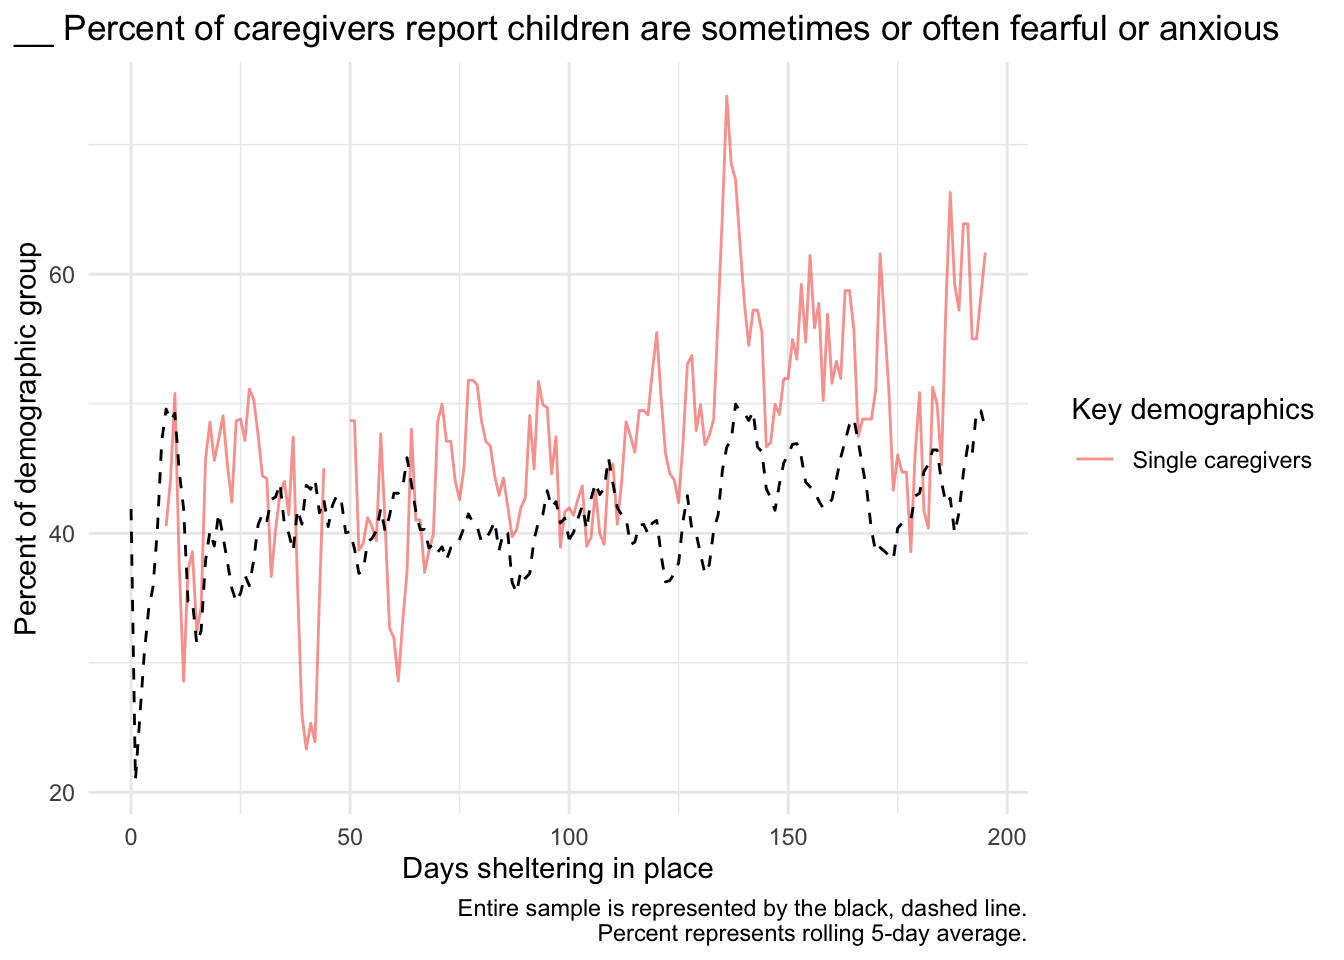 __ Percent of caregivers report children are sometimes or often fearful or anxious
Percent of demographic group
60
40
20
0 50 100 150 200
Days sheltering in place
Key demographics
Single caregivers
Entire sample is represented by the black, dashed line.
Percent represents rolling 5-day average.